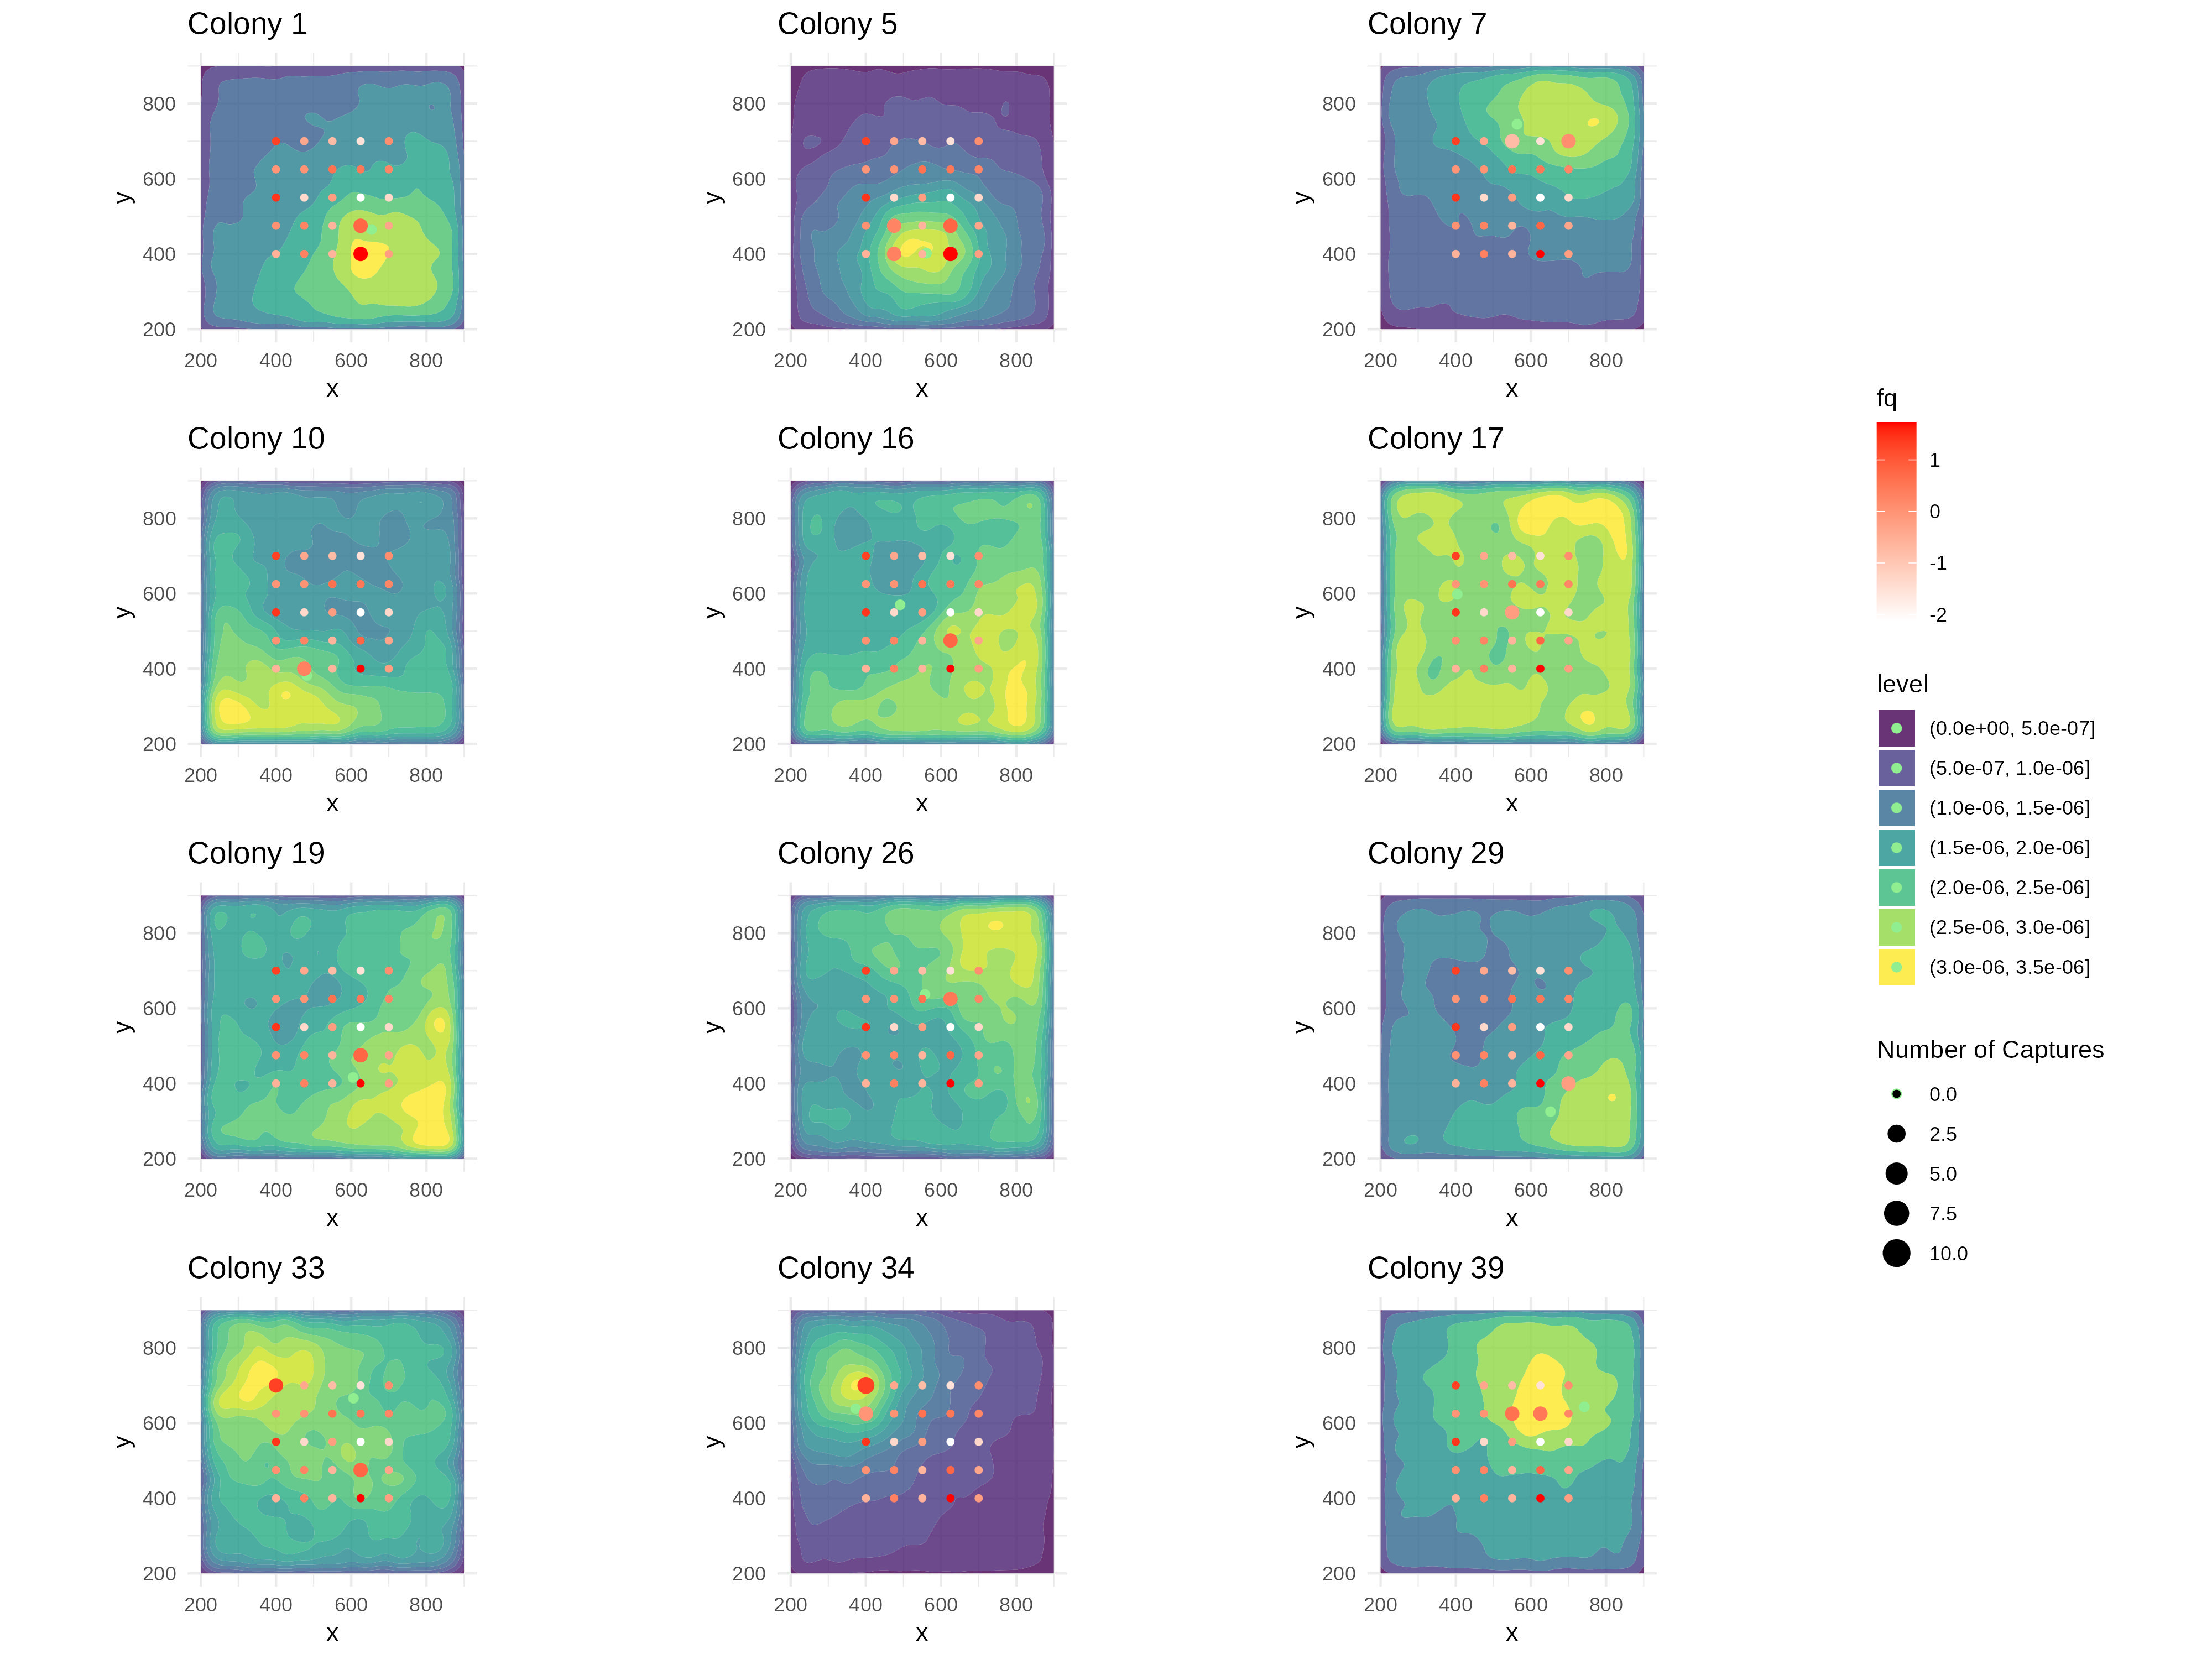 Colony 1
800
600
400
200
y
200 400 600 800
x
Colony 5
800
600
400
200
y
200 400 600 800
x
Colony 7
800
600
400
200
y
200 400 600 800
x
Colony 10
800
600
400
200
y
200 400 600 800
x
Colony 16
800
600
400
200
y
200 400 600 800
x
Colony 17
800
600
400
200
y
200 400 600 800
x
Colony 19
800
600
400
200
y
200 400 600 800
x
Colony 26
800
600
400
200
y
200 400 600 800
x
Colony 29
800
600
400
200
y
200 400 600 800
x
Colony 33
800
600
400
200
y
200 400 600 800
x
Colony 34
800
600
400
200
y
200 400 600 800
x
Colony 39
800
600
400
200
y
200 400 600 800
x
fq
1
0
-1
-2
level
(0.0e+00, 5.0e-07]
(5.0e-07, 1.0e-06]
(1.0e-06, 1.5e-06]
(1.5e-06, 2.0e-06]
(2.0e-06, 2.5e-06]
(2.5e-06, 3.0e-06]
(3.0e-06, 3.5e-06]
Number of Captures
0.0
2.5
5.0
7.5
10.0